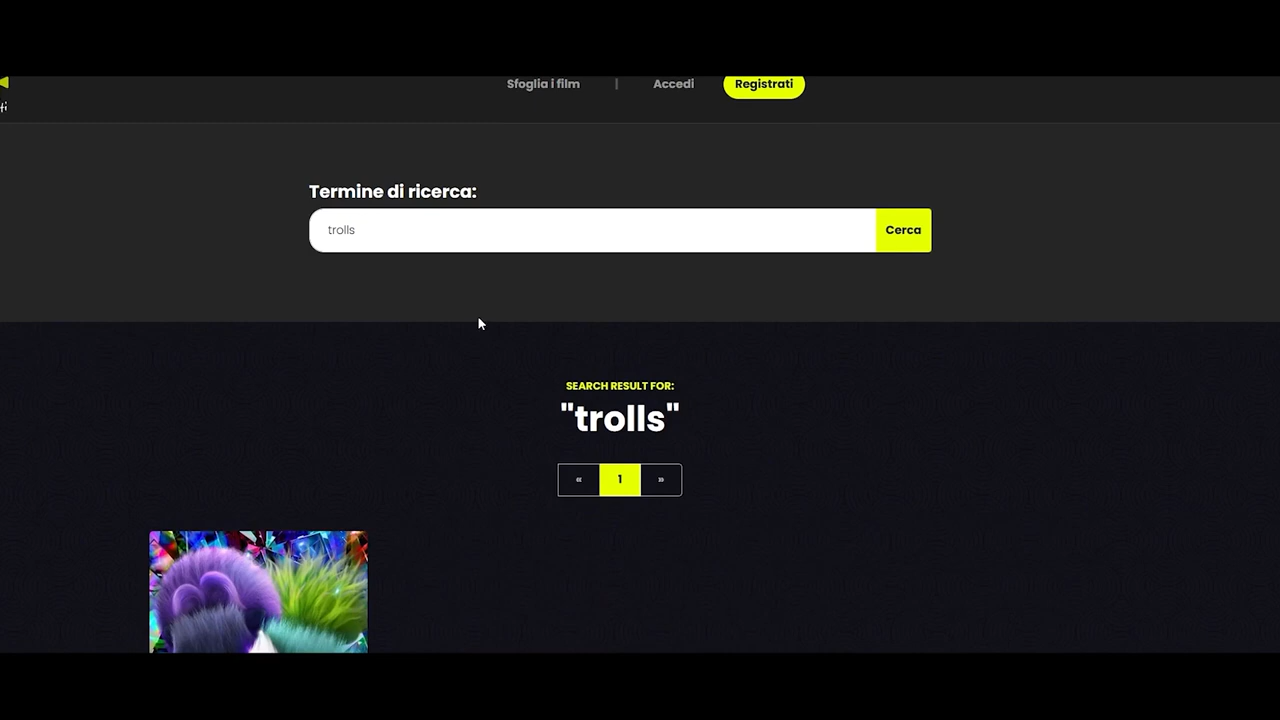 Sfoglia i film | Accedi Registrati
Termine di ricerca:
trolls Cerca
SEARCH RESULT FOR:
"trolls"
« 1 »